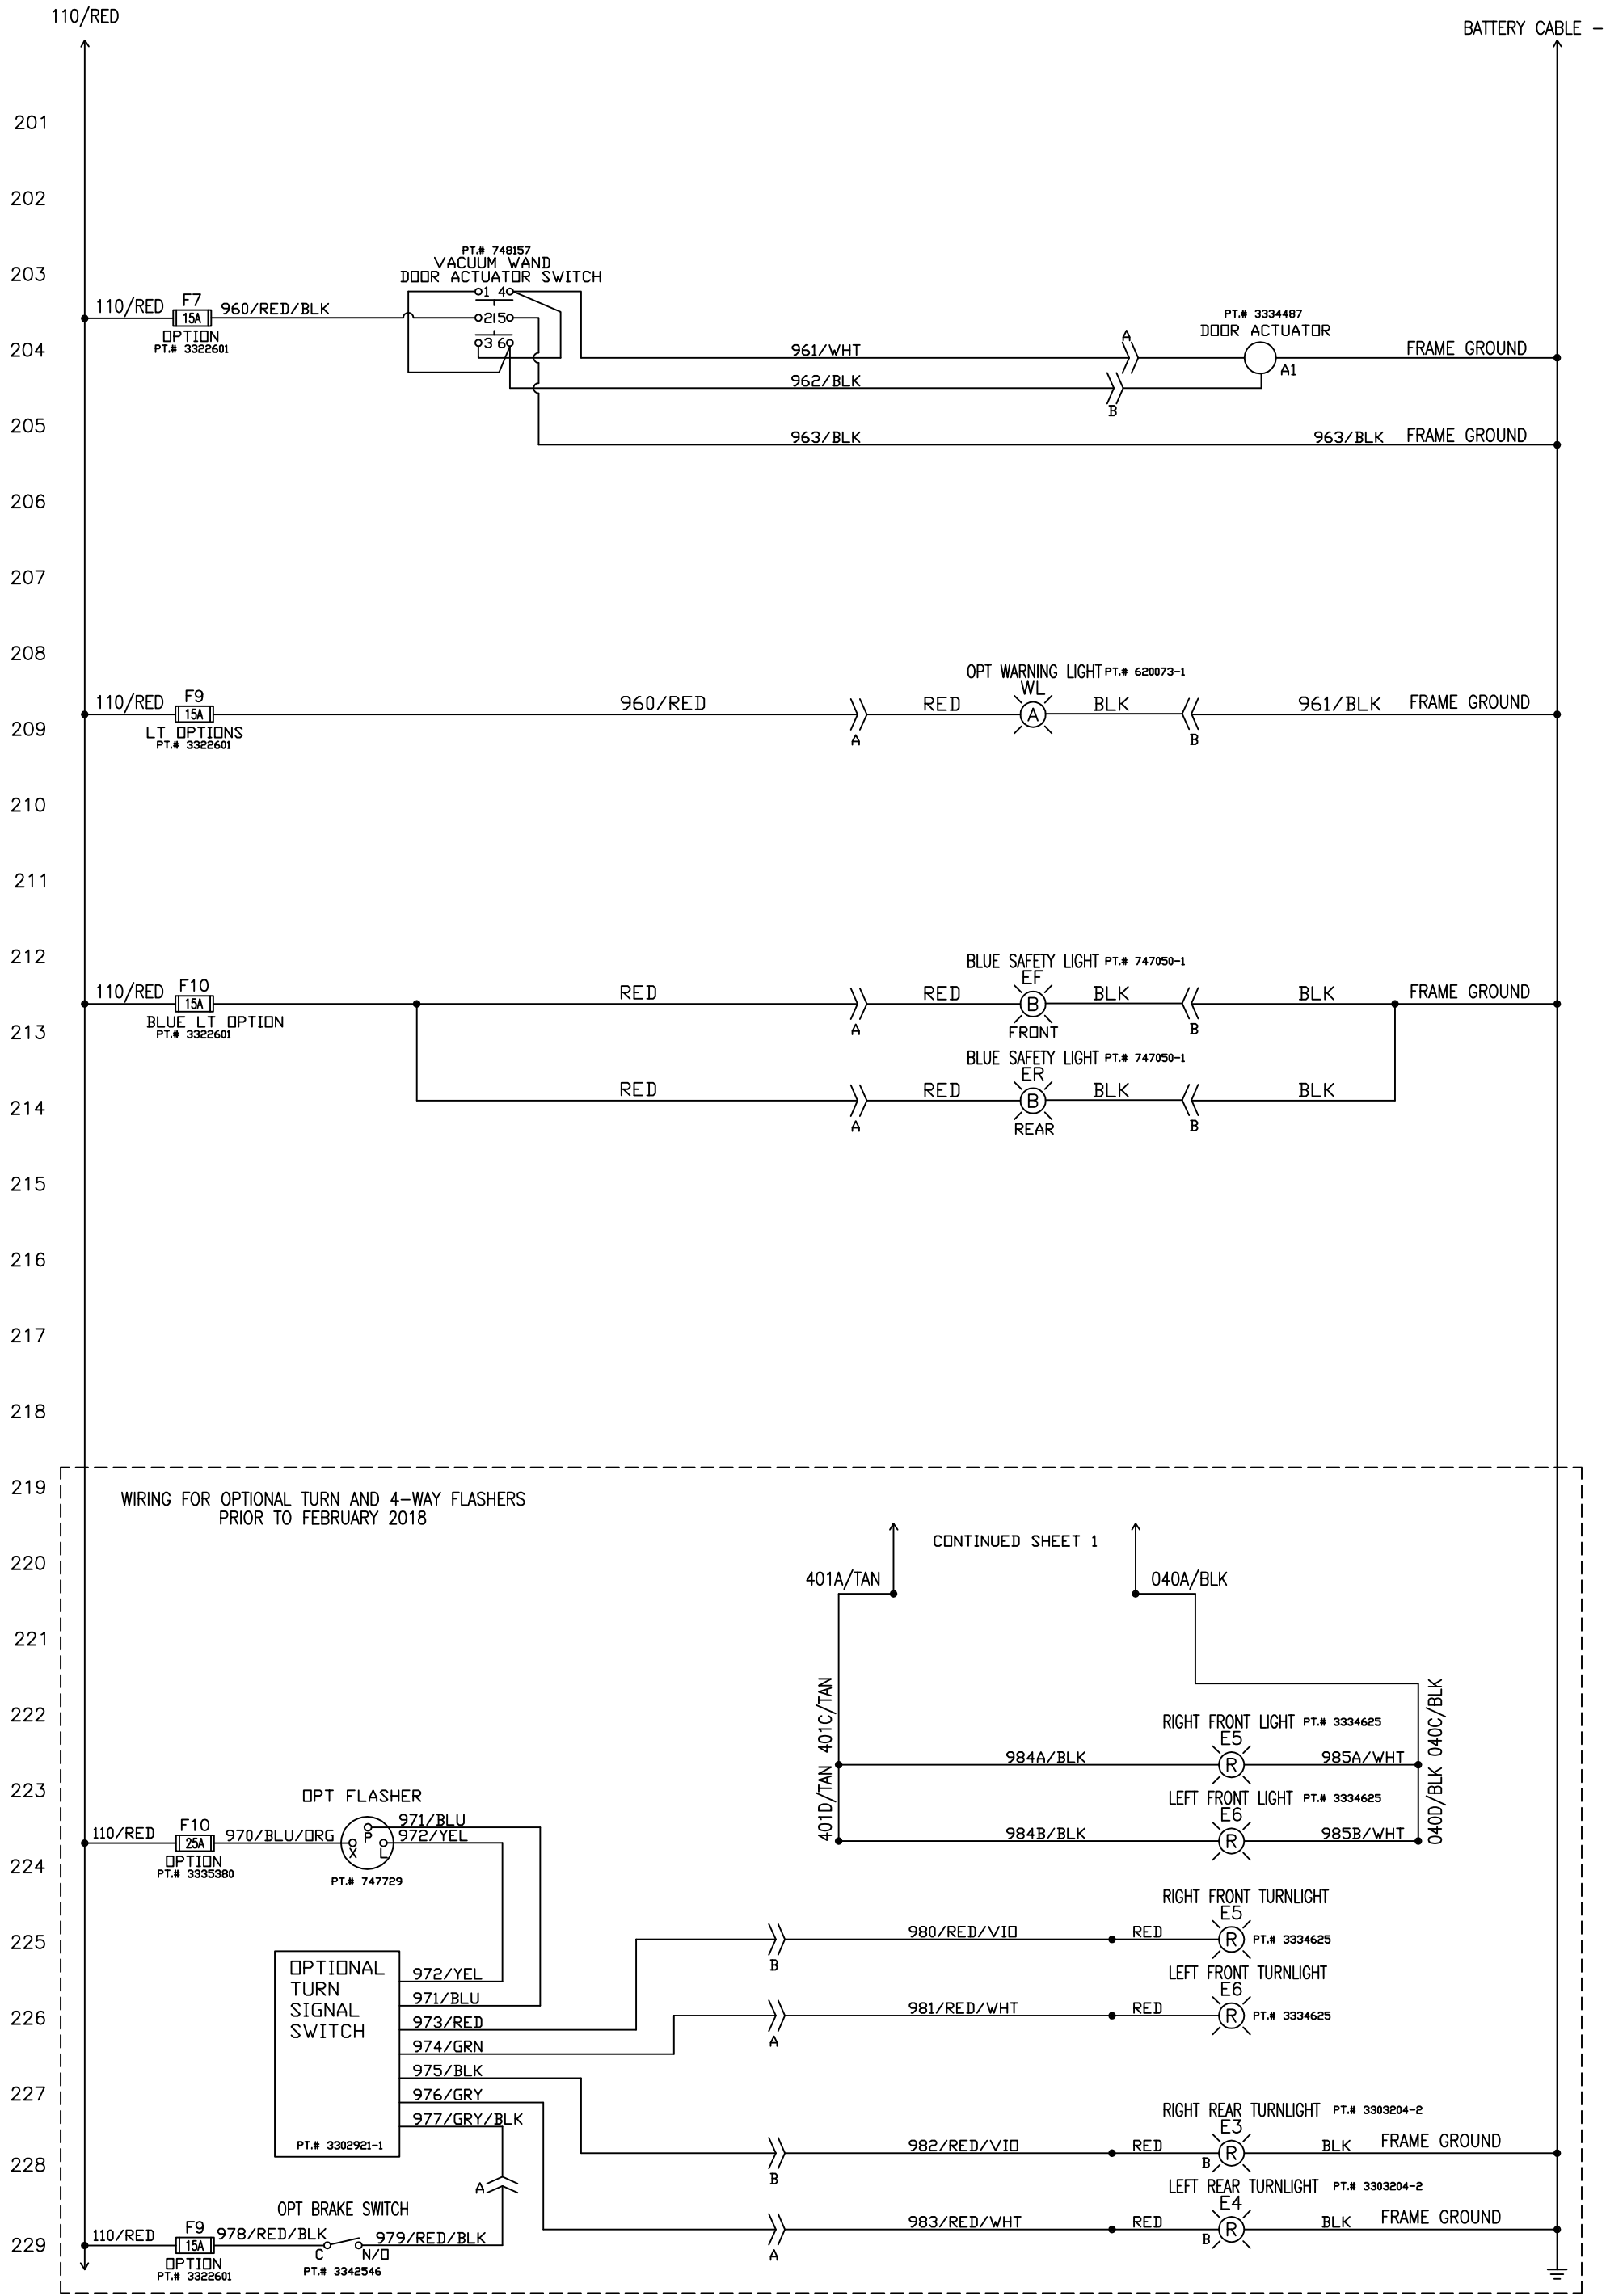 110/RED
BATTERY CABLE -
201
202
203
PT.# 748157
VACUUM WAND
DOOR ACTUATOR SWITCH
1 4
110/RED
F7
15A
960/RED/BLK
2 5
OPTION
PT.# 3322601
3 6
PT.# 3334487
DOOR ACTUATOR
204
961/WHT
A
A1
FRAME GROUND
962/BLK
B
205
963/BLK
963/BLK
FRAME GROUND
206
207
208
OPT WARNING LIGHT PT.# 620073-1
WL
110/RED
F9
15A
960/RED
RED
A
BLK
961/BLK
FRAME GROUND
209
LT OPTIONS
PT.# 3322601
A
B
210
211
212
BLUE SAFETY LIGHT PT.# 747050-1
EF
110/RED
F10
15A
RED
RED
B
BLK
BLK
FRAME GROUND
213
BLUE LT OPTION
PT.# 3322601
A
FRONT
B
BLUE SAFETY LIGHT PT.# 747050-1
ER
214
RED
RED
B
BLK
BLK
A
REAR
B
215
216
217
218
219
WIRING FOR OPTIONAL TURN AND 4-WAY FLASHERS
PRIOR TO FEBRUARY 2018
220
CONTINUED SHEET 1
401A/TAN
040A/BLK
221
222
401C/TAN
040C/BLK
RIGHT FRONT LIGHT PT.# 3334625
E5
984A/BLK
R
985A/WHT
223
401D/TAN
040D/BLK
LEFT FRONT LIGHT PT.# 3334625
E6
984B/BLK
R
985B/WHT
OPT FLASHER
110/RED
F10
25A
970/BLU/ORG
P
X
L
971/BLU
972/YEL
224
OPTION
PT.# 3335380
PT.# 747729
RIGHT FRONT TURNLIGHT
E5
225
980/RED/VIO
RED
R
PT.# 3334625
B
OPTIONAL
TURN
SIGNAL
SWITCH
972/YEL
971/BLU
LEFT FRONT TURNLIGHT
E6
226
973/RED
981/RED/WHT
RED
R
PT.# 3334625
A
974/GRN
975/BLK
227
976/GRY
977/GRY/BLK
PT.# 3302921-1
RIGHT REAR TURNLIGHT PT.# 3303204-2
E3
228
982/RED/VIO
RED
B
R
BLK
FRAME GROUND
B
A
LEFT REAR TURNLIGHT PT.# 3303204-2
E4
983/RED/WHT
RED
B
R
BLK
FRAME GROUND
A
OPT BRAKE SWITCH
229
110/RED
F9
15A
978/RED/BLK
C
N/O
979/RED/BLK
OPTION
PT.# 3322601
PT.# 3342546